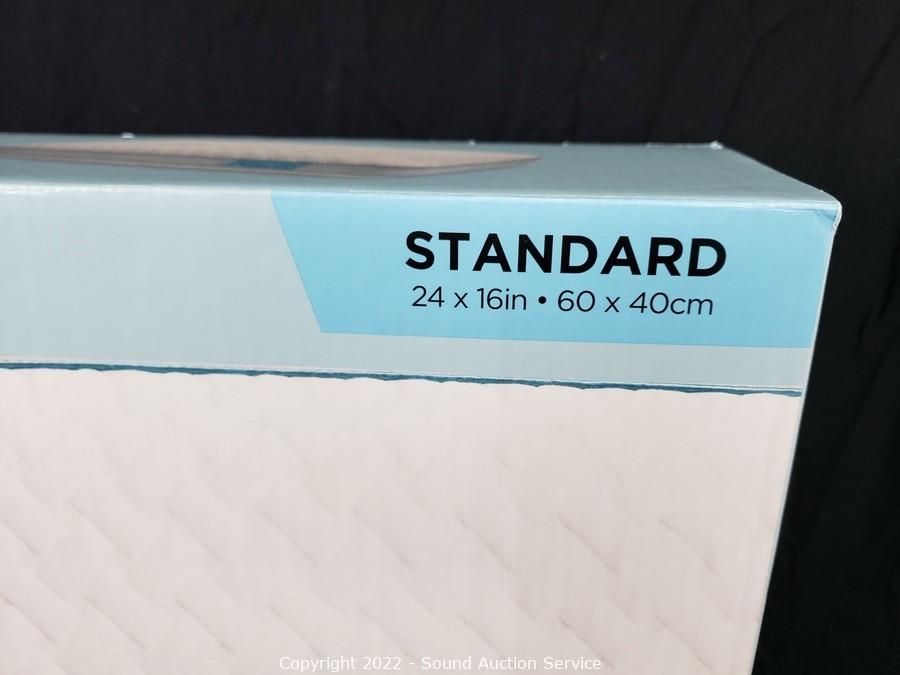 STANDARD
24 x 16in • 60 x 40cm
Copyright 2022 - Sound Auction Service